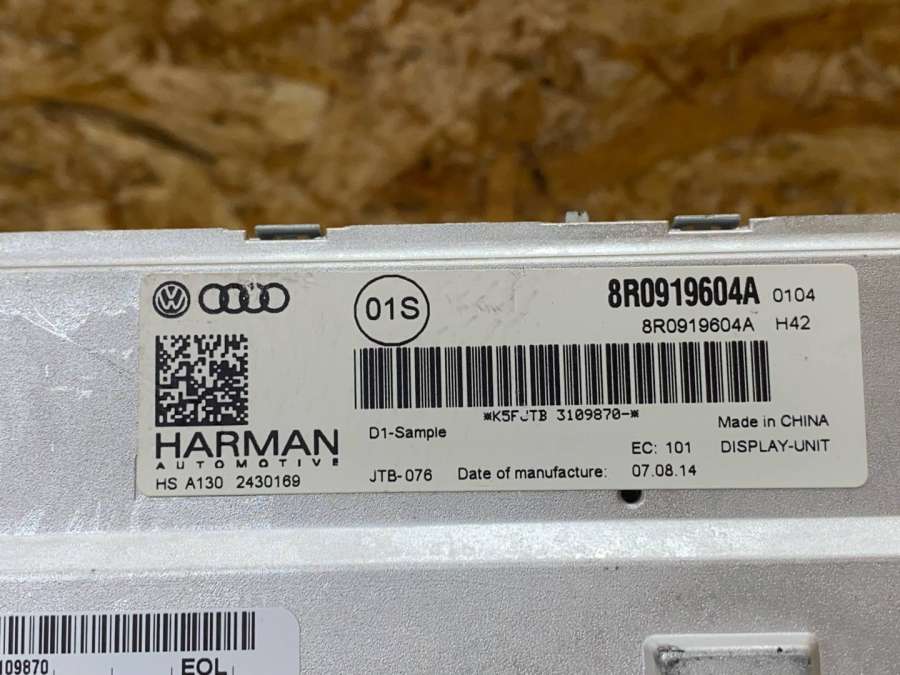 01S
8R0919604A 0104
8R0919604A H42
*K5FJTB 3109870-*
HARMAN
AUTOMOTIVE
HS A130 2430169
D1-Sample
JTB-076
Date of manufacture: 07.08.14
Made in CHINA
EC: 101 DISPLAY-UNIT
109870
EOL